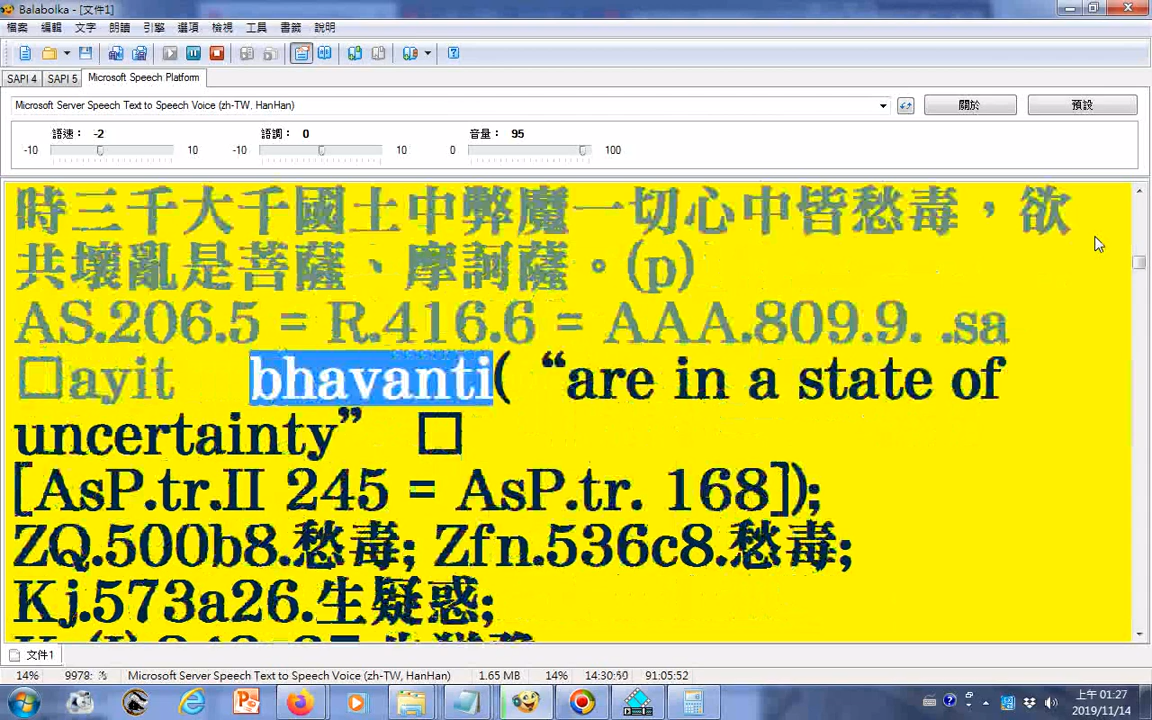 Balabolka - [文件1]
檔案 編輯 文字 朗讀 引擎 選項 檢視 工具 書籤 說明
SAPI 4 SAPI 5 Microsoft Speech Platform
Microsoft Server Speech Text to Speech Voice (zh-TW, HanHan) 關於 預設
語速： -2 語調： 0 音量： 95
-10 10 -10 10 0 100
時三千大千國土中弊魔一切心中皆愁毒，欲
共壞亂是菩薩、摩訶薩。(p)
AS.206.5 = R.416.6 = AAA.809.9. .sa
□ayit bhavanti( “are in a state of
uncertainty” □
[AsP.tr.II 245 = AsP.tr. 168]);
ZQ.500b8.愁毒; Zfn.536c8.愁毒;
Kj.573a26.生疑惑;
文件1
14% 9978: Microsoft Server Speech Text to Speech Voice (zh-TW, HanHan) 1.65 MB 14% 14:30:50 91:05:52
上午 01:27
2019/11/14